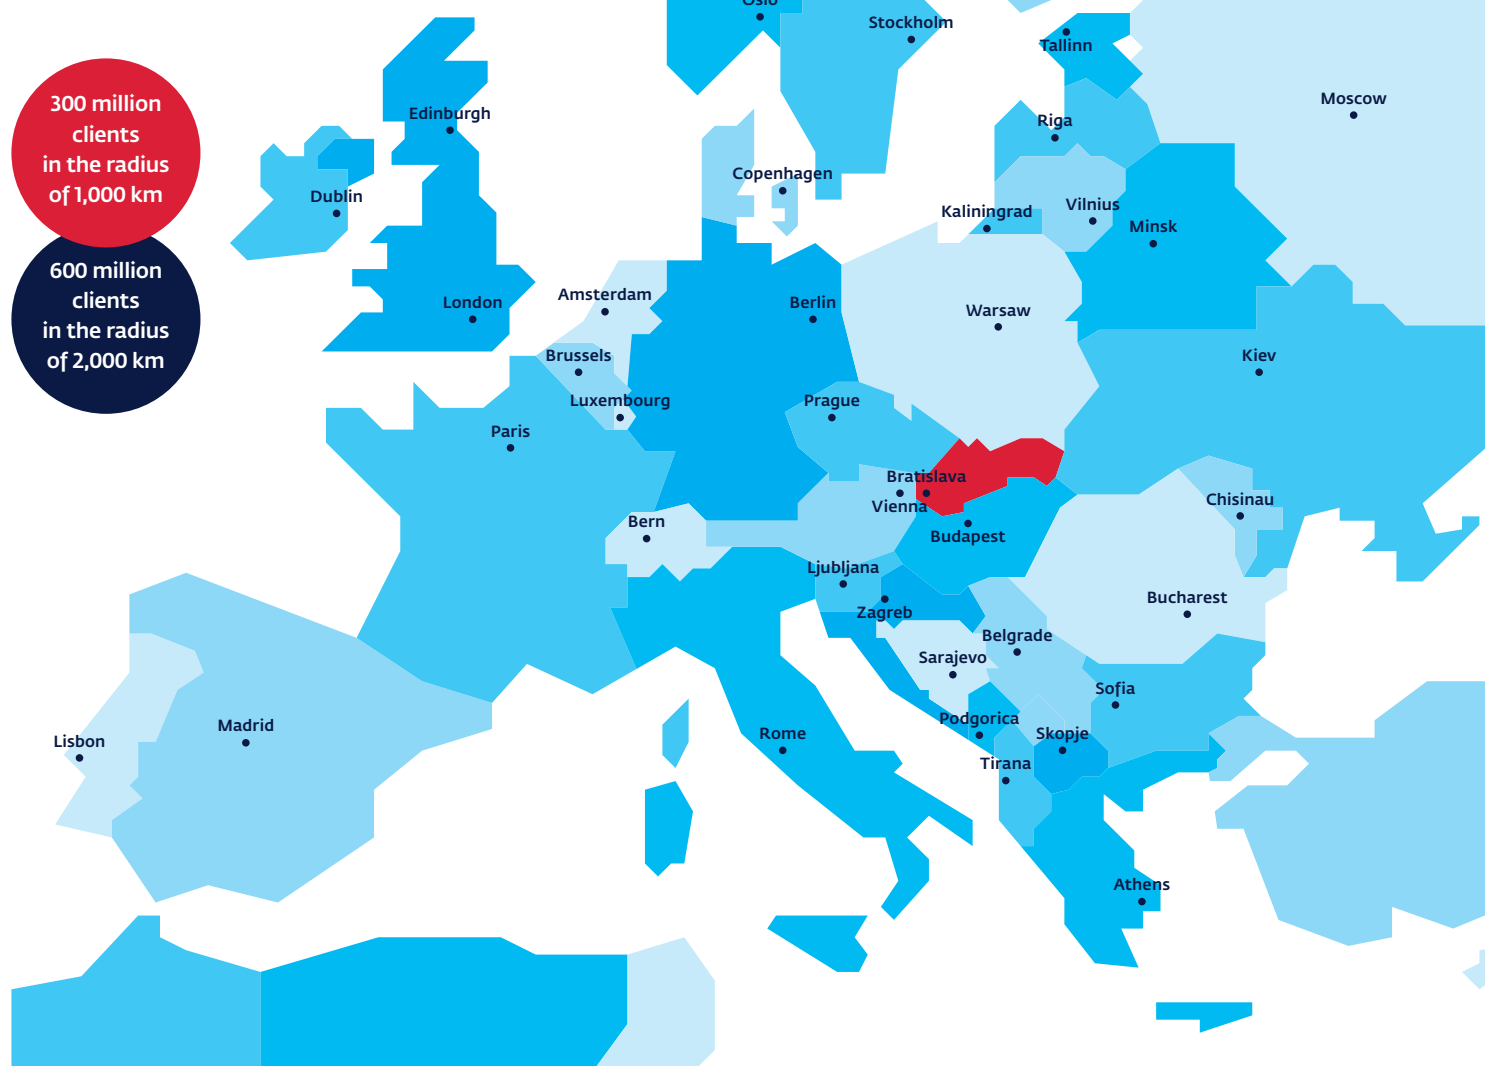 Oslo
Stockholm
Tallinn
300 million
clients
in the radius
of 1,000 km
Moscow
Edinburgh
Riga
Copenhagen
Dublin
Vilnius
Kaliningrad
Minsk
600 million
clients
in the radius
of 2,000 km
Amsterdam
London
Berlin
Warsaw
Brussels
Kiev
Luxembourg
Prague
Paris
Bratislava
Vienna
Chisinau
Bern
Budapest
Ljubljana
Bucharest
Zagreb
Belgrade
Sarajevo
Sofia
Podgorica
Madrid
Rome
Skopje
Lisbon
Tirana
Athens